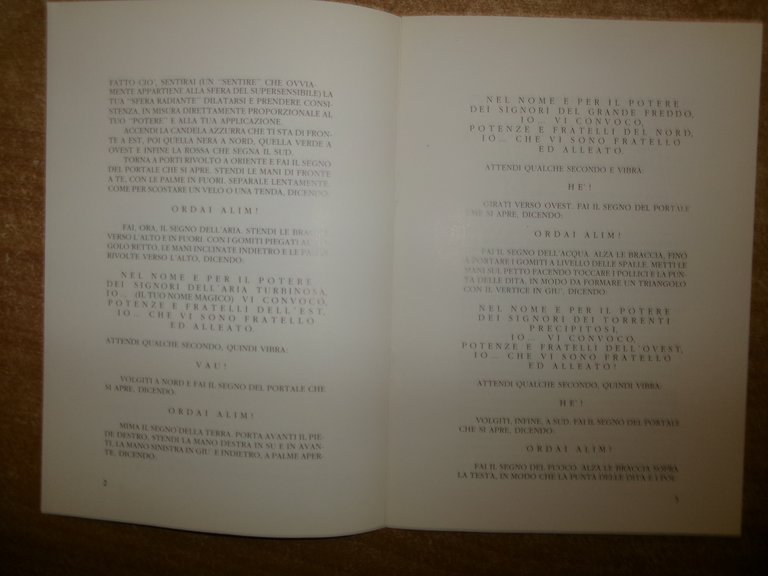 FATTO CIO', SENTIRAI (UN "SENTIRE" CHE OVVIA-
MENTE APPARTIENE ALLA SFERA DEL SUPERSENSIBILE) LA
TUA "SFERA RADIANTE" DILATARSI E PRENDERE CONSI-
STENZA, IN MISURA DIRETTAMENTE PROPORZIONALE AL
TUO "POTERE" E ALLA TUA APPLICAZIONE.
ACCENDI LA CANDELA AZZURRA CHE TI STA DI FRON-
TE A EST, POI QUELLA NERA A NORD, QUELLA VERDE A
OVEST E INFINE LA ROSSA CHE SEGNA IL SUD.
TORNA A PORTI RIVOLTO A ORIENTE E FAI IL SEGNO
DEL PORTALE CHE SI APRE. STENDI LE MANI DI FRONTE
A TE, CON LE PALME IN FUORI. SEPARALE LENTAMENTE,
COME PER SCOSTARE UN VELO O UNA TENDA, DICENDO:
ORDAI ALIM!
FAI, ORA, IL SEGNO DELL'ARIA. STENDI LE BRACCIA
VERSO L'ALTO E IN FUORI, CON I GOMITI PIEGATI AD AN-
GOLO RETTO, LE MANI INCLINATE INDIETRO E LE PALME
RIVOLTE VERSO L'ALTO, DICENDO:
NEL NOME E PER IL POTERE
DEI SIGNORI DELL'ARIA TURBINOSA,
IO... (IL TUO NOME MAGICO) VI CONVOCO,
POTENZE E FRATELLI DELL'EST,
IO... CHE VI SONO FRATELLO
ED ALLEATO.
ATTENDI QUALCHE SECONDO, QUINDI VIBRA:
VAU!
VOLGITI A NORD E FAI IL SEGNO DEL PORTALE CHE
SI APRE, DICENDO:
ORDAI ALIM!
MIMA IL SEGNO DELLA TERRA. PORTA AVANTI IL PIE-
DE DESTRO, STENDI LA MANO DESTRA IN SU E IN AVAN-
TI, LA MANO SINISTRA IN GIU' E INDIETRO, A PALME APER-
TE, DICENDO:
2
NEL NOME E PER IL POTERE
DEI SIGNORI DEL GRANDE FREDDO,
IO... VI CONVOCO,
POTENZE E FRATELLI DEL NORD,
IO... CHE VI SONO FRATELLO
ED ALLEATO.
ATTENDI QUALCHE SECONDO E VIBRA:
HE'!
GIRATI VERSO OVEST. FAI IL SEGNO DEL PORTALE
CHE SI APRE, DICENDO:
ORDAI ALIM!
FAI IL SEGNO DELL'ACQUA. ALZA LE BRACCIA, FINO
A PORTARE I GOMITI A LIVELLO DELLE SPALLE. METTI LE
MANI SUL PETTO FACENDO TOCCARE I POLLICI E LA PUN-
TA DELLE DITA, IN MODO DA FORMARE UN TRIANGOLO
CON IL VERTICE IN GIU', DICENDO:
NEL NOME E PER IL POTERE
DEI SIGNORI DEI TORRENTI
PRECIPITOSI,
IO... VI CONVOCO,
POTENZE E FRATELLI DELL'OVEST,
IO... CHE VI SONO FRATELLO
ED ALLEATO!
ATTENDI QUALCHE SECONDO, QUINDI VIBRA:
HE'!
VOLGITI, INFINE, A SUD. FAI IL SEGNO DEL PORTALE
CHE SI APRE, DICENDO:
ORDAI ALIM!
FAI IL SEGNO DEL FUOCO. ALZA LE BRACCIA SOPRA
LA TESTA, IN MODO CHE LA PUNTA DELLE DITA E I POL-